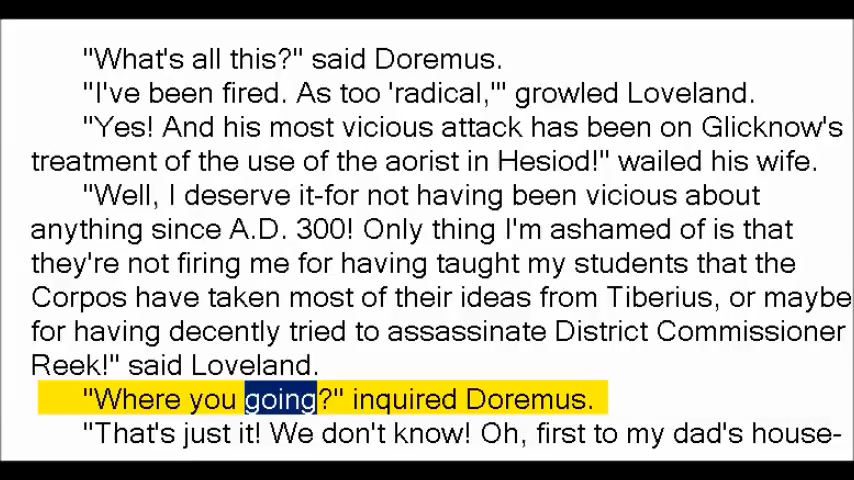 "What's all this?" said Doremus.
"I've been fired. As too 'radical,'" growled Loveland.
"Yes! And his most vicious attack has been on Glicknow's
treatment of the use of the aorist in Hesiod!" wailed his wife.
"Well, I deserve it-for not having been vicious about
anything since A.D. 300! Only thing I'm ashamed of is that
they're not firing me for having taught my students that the
Corpos have taken most of their ideas from Tiberius, or maybe
for having decently tried to assassinate District Commissioner
Reek!" said Loveland.
"Where you going?" inquired Doremus.
"That's just it! We don't know! Oh, first to my dad's house-